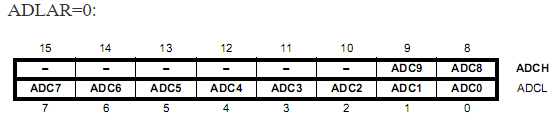 ADLAR=0:
15 14 13 12 11 10 9 8
– – – – – – ADC9 ADC8 ADCH
ADC7 ADC6 ADC5 ADC4 ADC3 ADC2 ADC1 ADC0 ADCL
7 6 5 4 3 2 1 0